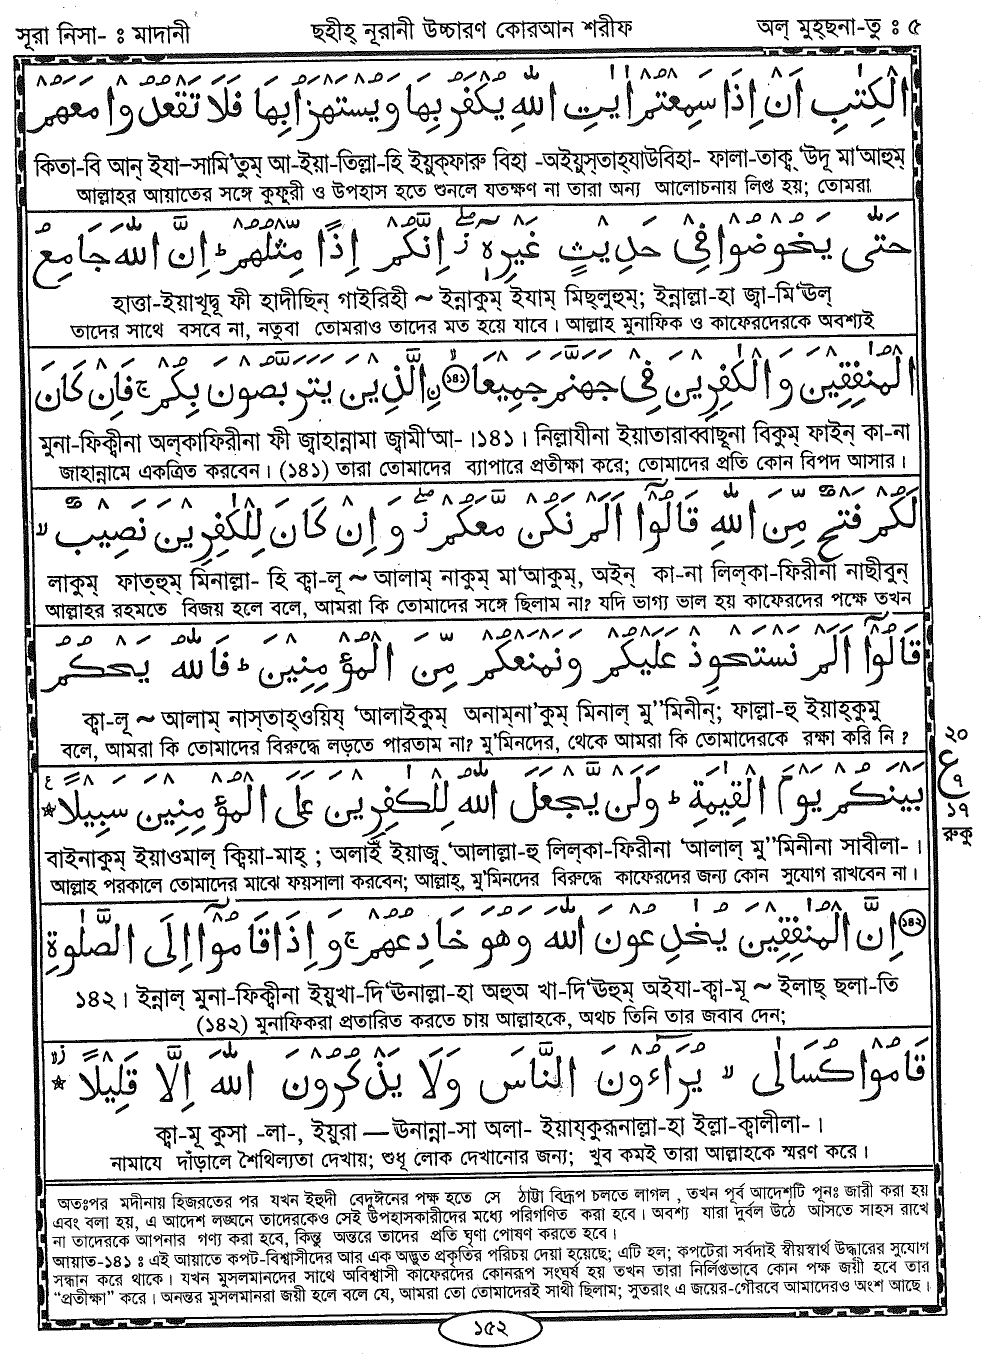 সূরা নিসা- ঃ মাদানী ছহীহ্ নূরানী উচ্চারণ কোরআন শরীফ অল্ মুহ্ছনা-তু ঃ ৫
الْكِتٰبِ اَنْ اِذَا سَمِعْتُمْ اٰيٰتِ اللّٰهِ يُكْفَرُ بِهَا وَيُسْتَهْزَاُ بِهَا فَلَا تَقْعُدُوْا مَعَهُمْ
কিতা-বি আন্ ইযা–সামি'তুম্ আ-ইয়া-তিল্লা-হি ইয়ুক্ফারু বিহা -অইয়ুস্তাহ্যাউবিহা- ফালা-তাক্ব্ 'উদূ মা'আহুম্
আল্লাহর আয়াতের সঙ্গে কুফুরী ও উপহাস হতে শুনলে যতক্ষণ না তারা অন্য আলোচনায় লিপ্ত হয়; তোমরা
حَتّٰى يَخُوْضُوْا فِيْ حَدِيْثٍ غَيْرِهٖٓ ز اِنَّكُمْ اِذًا مِّثْلُهُمْ ط اِنَّ اللّٰهَ جَامِعُ
হাত্তা-ইয়াখূদ্বূ ফী হাদীছিন্ গাইরিহী ~ ইন্নাকুম্ ইযাম্ মিছ্লুহুম্; ইন্নাল্লা-হা জ্বা-মি'ঊল্
তাদের সাথে বসবে না, নতুবা তোমরাও তাদের মত হয়ে যাবে। আল্লাহ মুনাফিক ও কাফেরদেরকে অবশ্যই
الْمُنٰفِقِيْنَ وَالْكٰفِرِيْنَ فِيْ جَهَنَّمَ جَمِيْعَا ۙ ১৪১ نِ الَّذِيْنَ يَتَرَبَّصُوْنَ بِكُمْ ج فَاِنْ كَانَ
মুনা-ফিক্বীনা অল্কাফিরীনা ফী জ্বাহান্নামা জ্বামী'আ- ।১৪১। নিল্লাযীনা ইয়াতারাব্বাছূনা বিকুম্ ফাইন্ কা-না
জাহান্নামে একত্রিত করবেন। (১৪১) তারা তোমাদের ব্যাপারে প্রতীক্ষা করে; তোমাদের প্রতি কোন বিপদ আসার।
لَكُمْ فَتْحٌ مِّنَ اللّٰهِ قَالُوْٓا اَلَمْ نَكُنْ مَّعَكُمْ ز وَاِنْ كَانَ لِلْكٰفِرِيْنَ نَصِيْبٌ ۙ
লাকুম্ ফাত্হুম্ মিনাল্লা- হি ক্বা-লূ ~ আলাম্ নাকুম্ মা'আকুম্, অইন্ কা-না লিল্কা-ফিরীনা নাছীবুন্
আল্লাহর রহমতে বিজয় হলে বলে, আমরা কি তোমাদের সঙ্গে ছিলাম না? যদি ভাগ্য ভাল হয় কাফেরদের পক্ষে তখন
قَالُوْٓا اَلَمْ نَسْتَحْوِذْ عَلَيْكُمْ وَنَمْنَعْكُمْ مِّنَ الْمُؤْمِنِيْنَ ط فَاللّٰهُ يَحْكُمُ
ক্বা-লূ ~ আলাম্ নাস্তাহ্ওয়িয্ 'আলাইকুম্ অনাম্না'কুম্ মিনাল্ মু''মিনীন্; ফাল্লা-হু ইয়াহ্কুমু
বলে, আমরা কি তোমাদের বিরুদ্ধে লড়তে পারতাম না? মু'মিনদের, থেকে আমরা কি তোমাদেরকে রক্ষা করি নি ?
بَيْنَكُمْ يَوْمَ الْقِيٰمَةِ ط وَلَنْ يَّجْعَلَ اللّٰهُ لِلْكٰفِرِيْنَ عَلَى الْمُؤْمِنِيْنَ سَبِيْلًا ع
২০
ع
৭
১৭
রুকু
বাইনাকুম্ ইয়াওমাল্ ক্বিয়া-মাহ্ ; অলাইঁ ইয়াজ্ব্ 'আলাল্লা-হু লিল্কা-ফিরীনা 'আলাল্ মু''মিনীনা সাবীলা- ।
আল্লাহ পরকালে তোমাদের মাঝে ফয়সালা করবেন; আল্লাহ্, মু'মিনদের বিরুদ্ধে কাফেরদের জন্য কোন সুযোগ রাখবেন না।
১৪২ اِنَّ الْمُنٰفِقِيْنَ يُخٰدِعُوْنَ اللّٰهَ وَهُوَ خَادِعُهُمْ ج وَاِذَا قَامُوْٓا اِلَى الصَّلٰوةِ
১৪২। ইন্নাল্ মুনা-ফিক্বীনা ইয়ুখা-দি'ঊনাল্লা-হা অহুঅ খা-দি'ঊহুম্ অইযা-ক্বা-মূ ~ ইলাছ্ ছলা-তি
(১৪২) মুনাফিকরা প্রতারিত করতে চায় আল্লাহকে, অথচ তিনি তার জবাব দেন;
قَامُوْا كُسَالٰى ۙ يُرَآءُوْنَ النَّاسَ وَلَا يَذْكُرُوْنَ اللّٰهَ اِلَّا قَلِيْلًا ز
ক্বা-মূ কুসা -লা-, ইয়ুরা —ঊনান্না-সা অলা- ইয়ায্কুরূনাল্লা-হা ইল্লা-ক্বালীলা- ।
নামাযে দাঁড়ালে শৈথিল্যতা দেখায়; শুধু লোক দেখানোর জন্য; খুব কমই তারা আল্লাহকে স্মরণ করে।
অতঃপর মদীনায় হিজরতের পর যখন ইহুদী বেদুঈনের পক্ষ হতে সে ঠাট্টা বিদ্রূপ চলতে লাগল , তখন পূর্ব আদেশটি পুনঃ জারী করা হয়
এবং বলা হয়, এ আদেশ লঙ্ঘনে তাদেরকেও সেই উপহাসকারীদের মধ্যে পরিগণিত করা হবে। অবশ্য যারা দুর্বল উঠে আসতে সাহস রাখে
না তাদেরকে আপনার গণ্য করা হবে, কিন্তু অন্তরে তাদের প্রতি ঘৃণা পোষণ করতে হবে।
আয়াত-১৪১ ঃ এই আয়াতে কপট-বিশ্বাসীদের আর এক অদ্ভুত প্রকৃতির পরিচয় দেয়া হয়েছে; এটি হল; কপটেরা সর্বদাই স্বীয়স্বার্থ উদ্ধারের সুযোগ
সন্ধান করে থাকে। যখন মুসলমানদের সাথে অবিশ্বাসী কাফেরদের কোনরূপ সংঘর্ষ হয় তখন তারা নির্লিপ্তভাবে কোন পক্ষ জয়ী হবে তার
“প্রতীক্ষা” করে। অনন্তর মুসলমানরা জয়ী হলে বলে যে, আমরা তো তোমাদেরই সাথী ছিলাম; সুতরাং এ জয়ের-গৌরবে আমাদেরও অংশ আছে।
১৫২